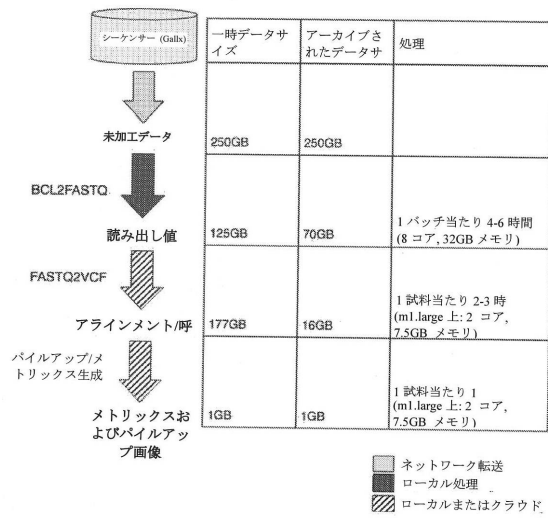 シーケンサー (GAIIx)
一時データサ
イズ
アーカイブさ
れたデータサ
処理
未加工データ
250GB
250GB
BCL2FASTQ
読み出し値
125GB
70GB
1 バッチ当たり 4-6 時間
(8 コア, 32GB メモリ)
FASTQ2VCF
アラインメント/呼
177GB
16GB
1 試料当たり 2-3 時
(m1.large 上: 2 コア,
7.5GB メモリ)
パイルアップ/メ
トリックス生成
メトリックスお
よびパイルアッ
プ画像
1GB
1GB
1 試料当たり 1
(m1.large 上: 2 コア,
7.5GB メモリ)
ネットワーク転送
ローカル処理
ローカルまたはクラウド